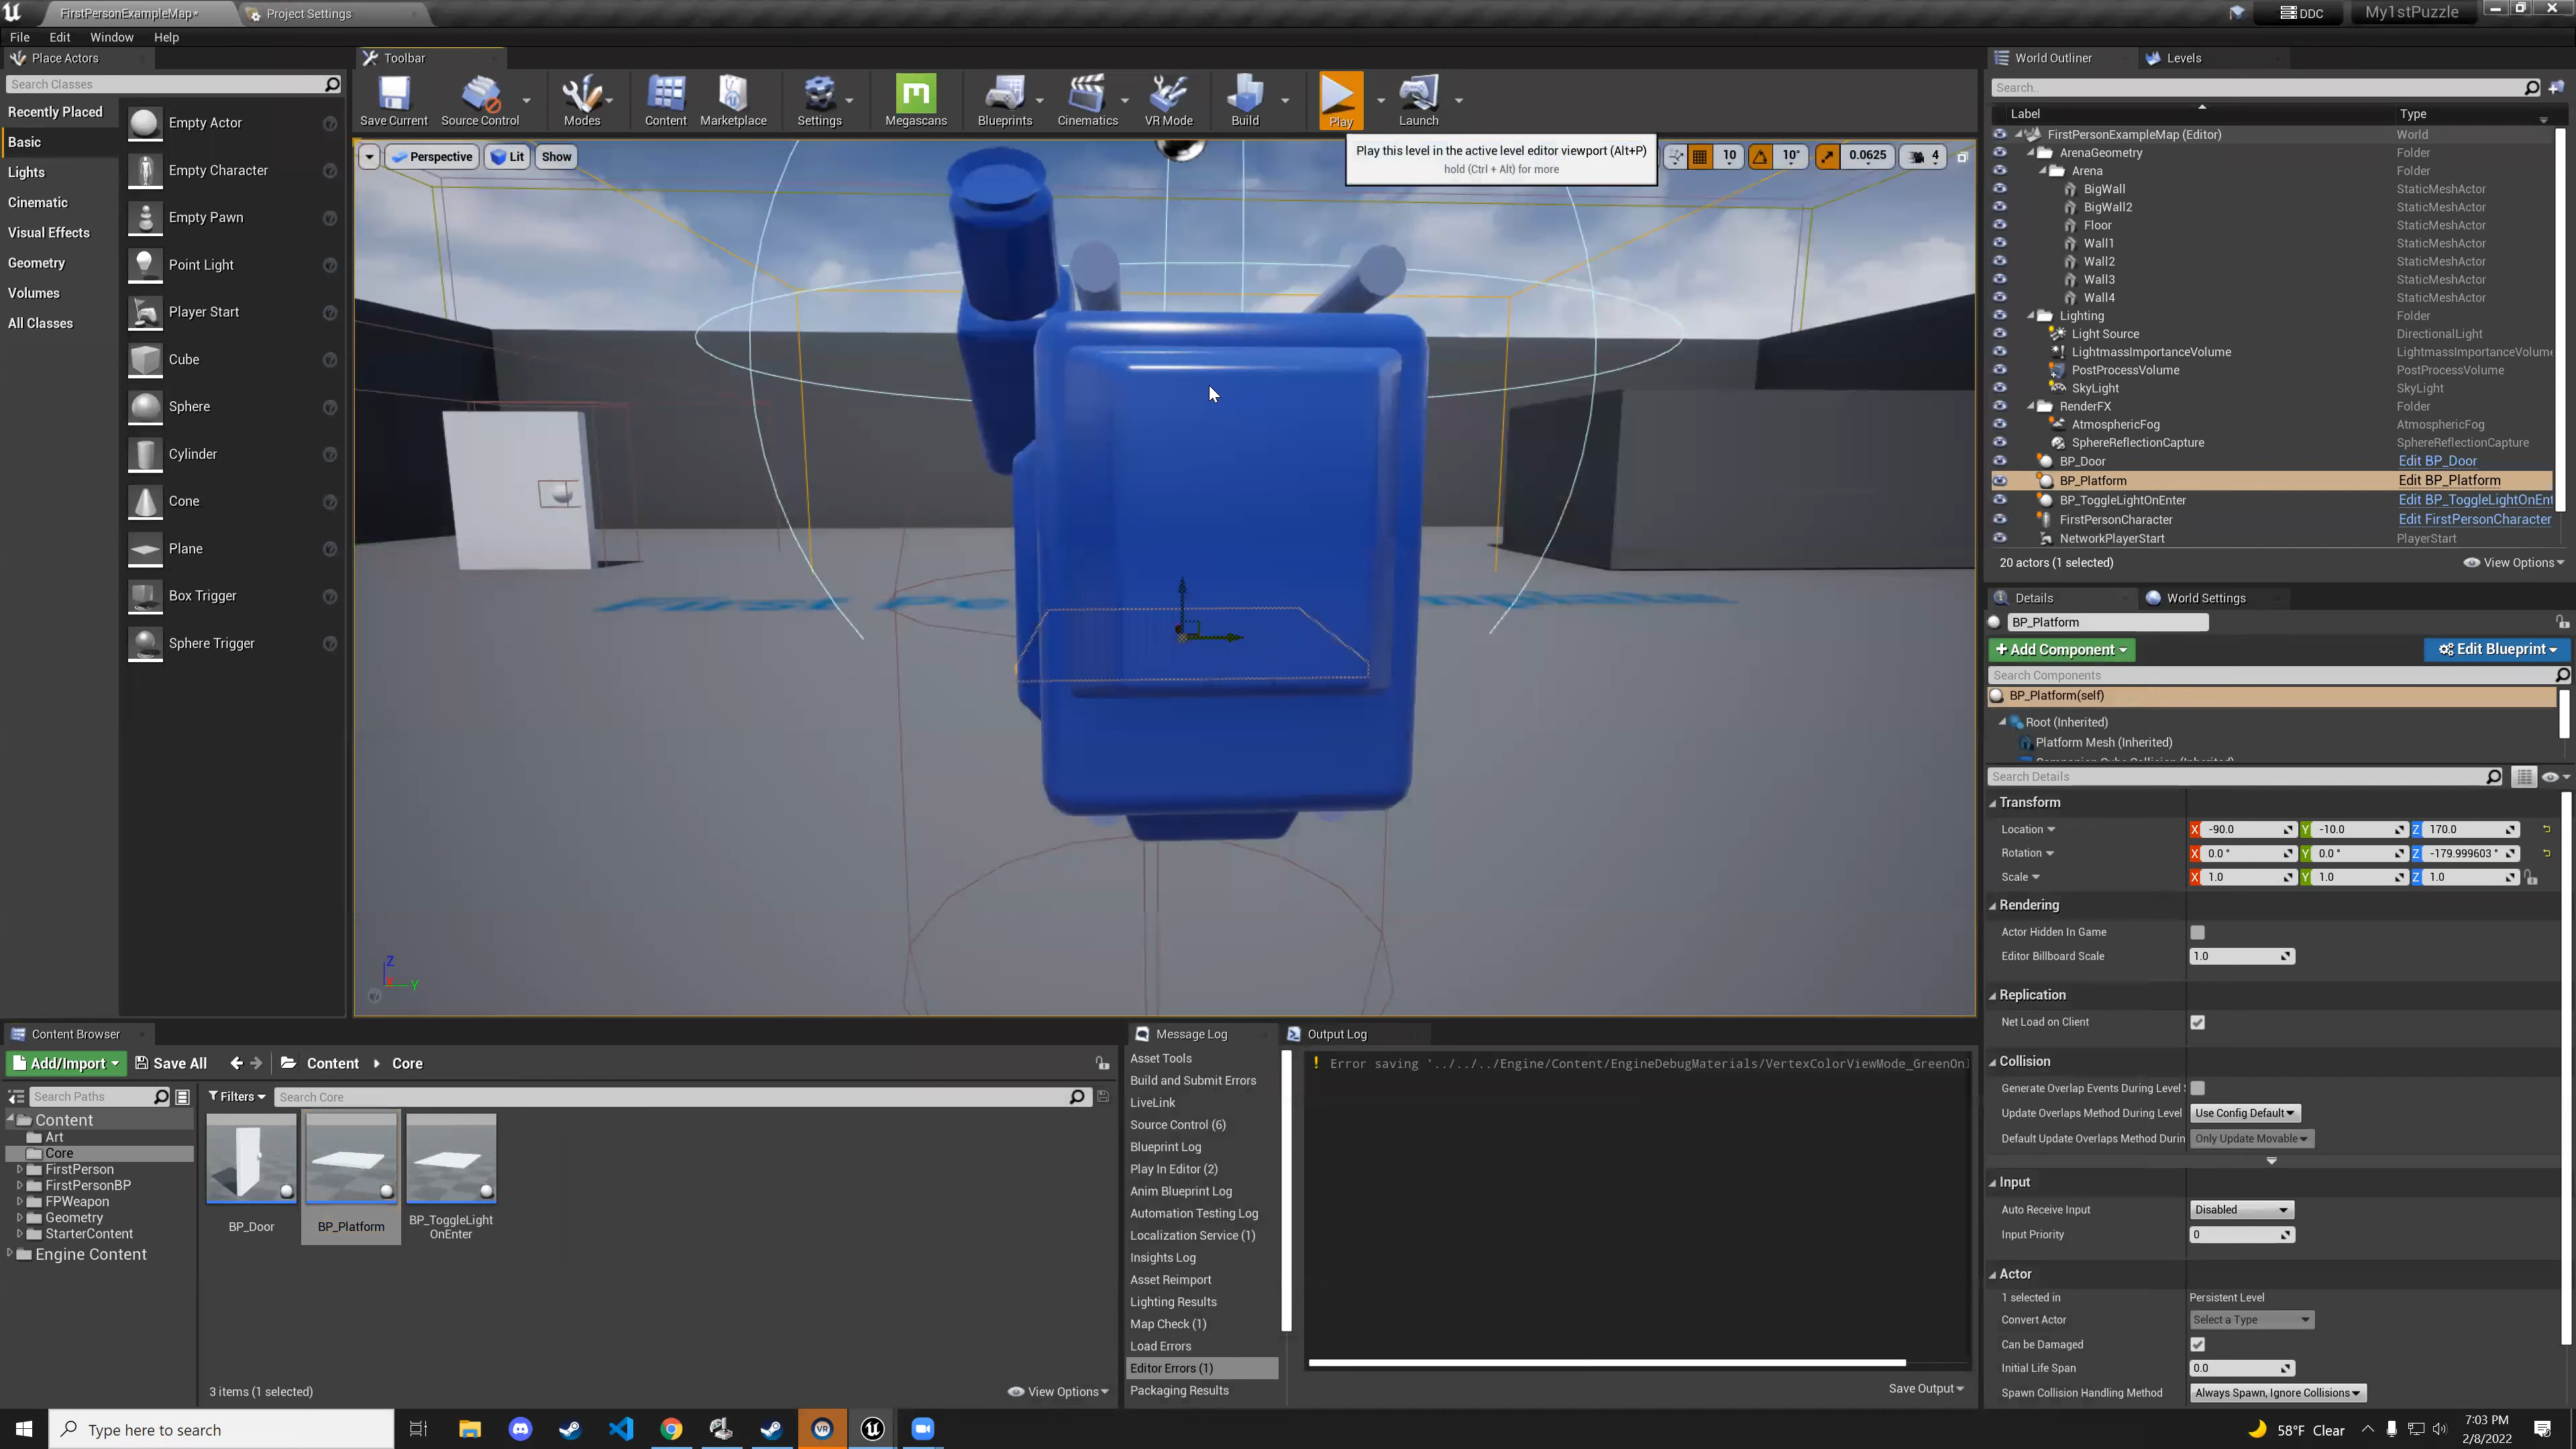 FirstPersonExampleMap*
Project Settings
DDC
My1stPuzzle
File Edit Window Help
Place Actors
Search Classes
Recently Placed
Basic
Lights
Cinematic
Visual Effects
Geometry
Volumes
All Classes
Empty Actor
Empty Character
Empty Pawn
Point Light
Player Start
Cube
Sphere
Cylinder
Cone
Plane
Box Trigger
Sphere Trigger
Toolbar
Save Current
Source Control
Modes
Content
Marketplace
Settings
Megascans
Blueprints
Cinematics
VR Mode
Build
Play
Launch
Perspective
Lit
Show
Play this level in the active level editor viewport (Alt+P)
hold (Ctrl + Alt) for more
10
10°
0.0625
4
Z
Y
World Outliner
Levels
Search..
Label Type
FirstPersonExampleMap (Editor) World
ArenaGeometry Folder
Arena Folder
BigWall StaticMeshActor
BigWall2 StaticMeshActor
Floor StaticMeshActor
Wall1 StaticMeshActor
Wall2 StaticMeshActor
Wall3 StaticMeshActor
Wall4 StaticMeshActor
Lighting Folder
Light Source DirectionalLight
LightmassImportanceVolume LightmassImportanceVolume
PostProcessVolume PostProcessVolume
SkyLight SkyLight
RenderFX Folder
AtmosphericFog AtmosphericFog
SphereReflectionCapture SphereReflectionCapture
BP_Door Edit BP_Door
BP_Platform Edit BP_Platform
BP_ToggleLightOnEnter Edit BP_ToggleLightOnEnt
FirstPersonCharacter Edit FirstPersonCharacter
NetworkPlayerStart PlayerStart
20 actors (1 selected)
View Options
Details
World Settings
BP_Platform
+ Add Component
Edit Blueprint
Search Components
BP_Platform(self)
Root (Inherited)
Platform Mesh (Inherited)
Search Details
Transform
Location X -90.0 Y -10.0 Z 170.0
Rotation X 0.0 ° Y 0.0 ° Z -179.999603 °
Scale X 1.0 Y 1.0 Z 1.0
Rendering
Actor Hidden In Game
Editor Billboard Scale 1.0
Replication
Net Load on Client
Collision
Generate Overlap Events During Level
Update Overlaps Method During Level Use Config Default
Default Update Overlaps Method Durin Only Update Movable
Input
Auto Receive Input Disabled
Input Priority 0
Actor
1 selected in Persistent Level
Convert Actor Select a Type
Can be Damaged
Initial Life Span 0.0
Spawn Collision Handling Method Always Spawn, Ignore Collisions
Content Browser
Add/Import
Save All
Content
Core
Search Paths
Filters
Search Core
Content
Art
Core
FirstPerson
FirstPersonBP
FPWeapon
Geometry
StarterContent
Engine Content
BP_Door
BP_Platform
BP_ToggleLight
OnEnter
3 items (1 selected)
View Options
Message Log
Output Log
Asset Tools
Build and Submit Errors
LiveLink
Source Control (6)
Blueprint Log
Play In Editor (2)
Anim Blueprint Log
Automation Testing Log
Localization Service (1)
Insights Log
Asset Reimport
Lighting Results
Map Check (1)
Load Errors
Editor Errors (1)
Packaging Results
Error saving '../../../Engine/Content/EngineDebugMaterials/VertexColorViewMode_GreenOnl
Save Output
Type here to search
58°F Clear
7:03 PM
2/8/2022